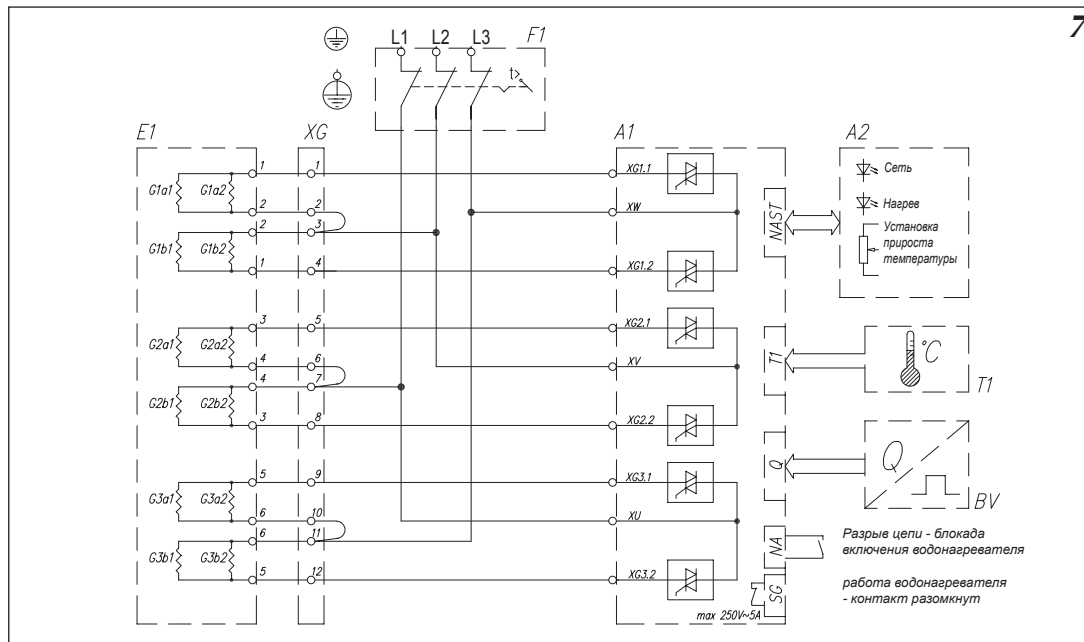 7
L1 L2 L3 F1
E1 XG A1 A2
G1a1 G1a2 1 1 XG1.1
2 2 XW
G1b1 G1b2 2 3
1 4 XG1.2
G2a1 G2a2 3 5 XG2.1
4 6 XV
G2b1 G2b2 4 7
3 8 XG2.2
G3a1 G3a2 5 9 XG3.1
6 10 XU
G3b1 G3b2 6 11
5 12 XG3.2
t>
NAST
Сеть
Нагрев
Установка
прироста
температуры
T1
°C
T1
Q
Q
BV
NA
Разрыв цепи - блокада
включения водонагревателя
SG
max 250V~5A
работа водонагревателя
- контакт разомкнут